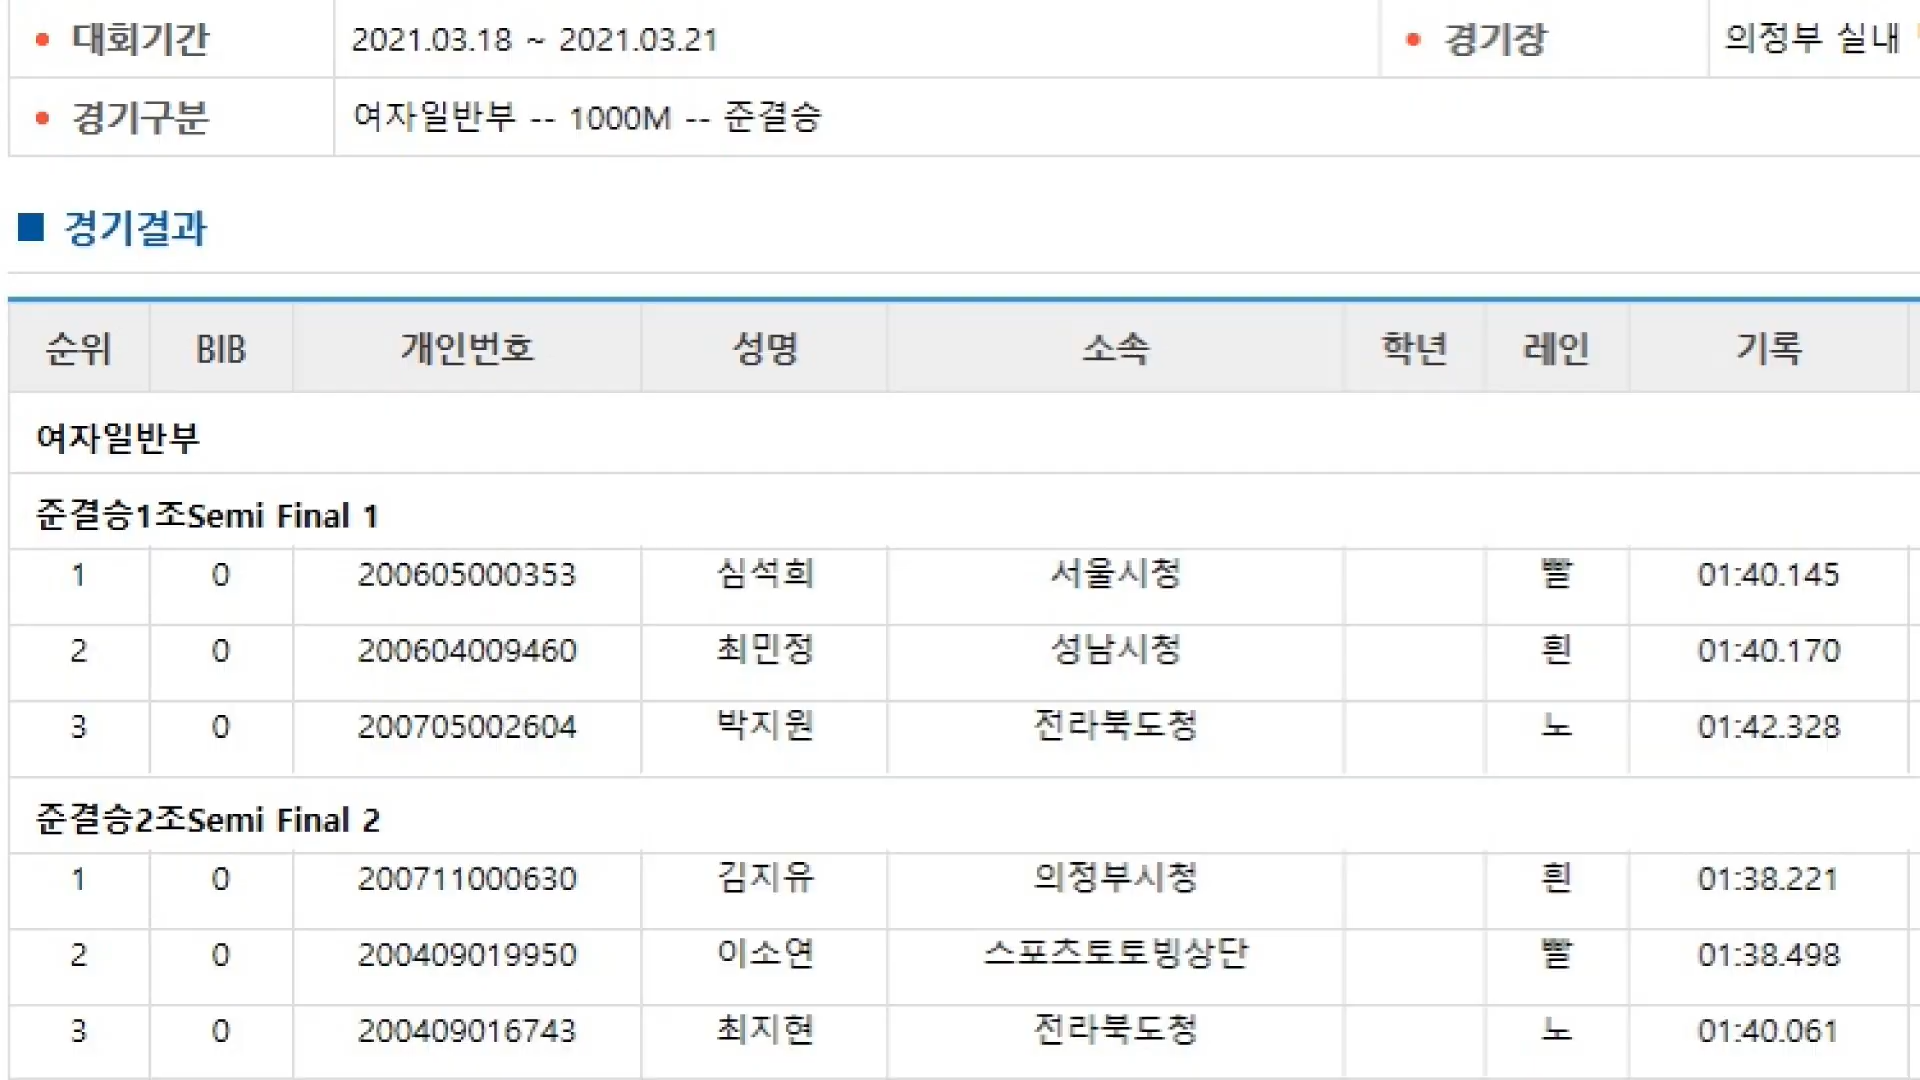 대회기간 2021.03.18 ~ 2021.03.21 경기장 의정부 실내
경기구분 여자일반부 -- 1000M -- 준결승
경기결과
순위 BIB 개인번호 성명 소속 학년 레인 기록
여자일반부
준결승1조Semi Final 1
1 0 200605000353 심석희 서울시청 빨 01:40.145
2 0 200604009460 최민정 성남시청 흰 01:40.170
3 0 200705002604 박지원 전라북도청 노 01:42.328
준결승2조Semi Final 2
1 0 200711000630 김지유 의정부시청 흰 01:38.221
2 0 200409019950 이소연 스포츠토토빙상단 빨 01:38.498
3 0 200409016743 최지현 전라북도청 노 01:40.061